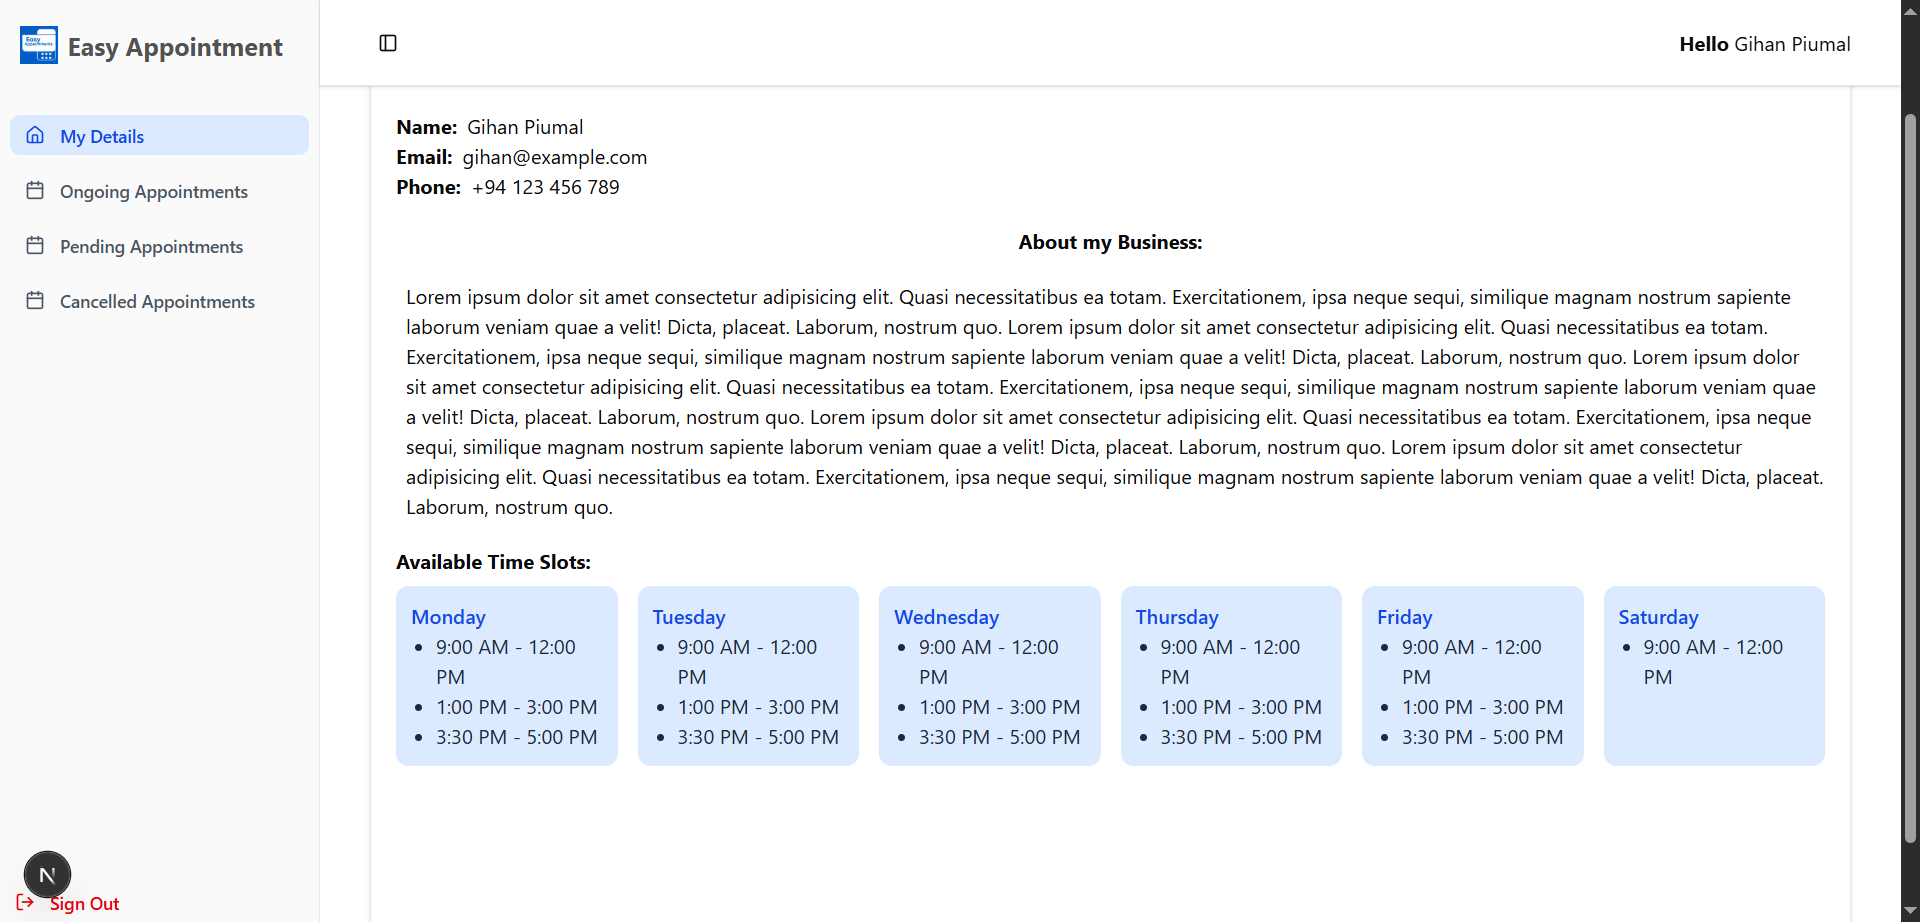 Easy Appointment
Hello Gihan Piumal
My Details
Ongoing Appointments
Pending Appointments
Cancelled Appointments
Sign Out
Name: Gihan Piumal
Email: gihan@example.com
Phone: +94 123 456 789
About my Business:
Lorem ipsum dolor sit amet consectetur adipisicing elit. Quasi necessitatibus ea totam. Exercitationem, ipsa neque sequi, similique magnam nostrum sapiente
laborum veniam quae a velit! Dicta, placeat. Laborum, nostrum quo. Lorem ipsum dolor sit amet consectetur adipisicing elit. Quasi necessitatibus ea totam.
Exercitationem, ipsa neque sequi, similique magnam nostrum sapiente laborum veniam quae a velit! Dicta, placeat. Laborum, nostrum quo. Lorem ipsum dolor
sit amet consectetur adipisicing elit. Quasi necessitatibus ea totam. Exercitationem, ipsa neque sequi, similique magnam nostrum sapiente laborum veniam quae
a velit! Dicta, placeat. Laborum, nostrum quo. Lorem ipsum dolor sit amet consectetur adipisicing elit. Quasi necessitatibus ea totam. Exercitationem, ipsa neque
sequi, similique magnam nostrum sapiente laborum veniam quae a velit! Dicta, placeat. Laborum, nostrum quo. Lorem ipsum dolor sit amet consectetur
adipisicing elit. Quasi necessitatibus ea totam. Exercitationem, ipsa neque sequi, similique magnam nostrum sapiente laborum veniam quae a velit! Dicta, placeat.
Laborum, nostrum quo.
Available Time Slots:
Monday
9:00 AM - 12:00
PM
1:00 PM - 3:00 PM
3:30 PM - 5:00 PM
Tuesday
9:00 AM - 12:00
PM
1:00 PM - 3:00 PM
3:30 PM - 5:00 PM
Wednesday
9:00 AM - 12:00
PM
1:00 PM - 3:00 PM
3:30 PM - 5:00 PM
Thursday
9:00 AM - 12:00
PM
1:00 PM - 3:00 PM
3:30 PM - 5:00 PM
Friday
9:00 AM - 12:00
PM
1:00 PM - 3:00 PM
3:30 PM - 5:00 PM
Saturday
9:00 AM - 12:00
PM